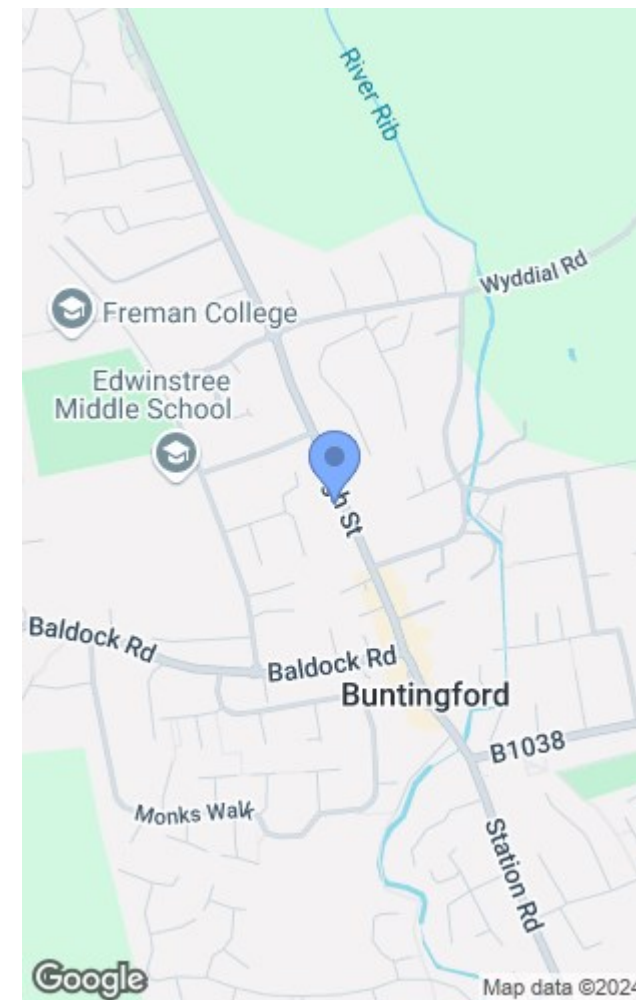 River Rib
Wyddial Rd
Freman College
Edwinstree
Middle School
St
Baldock Rd
Baldock Rd
Buntingford
B1038
Monks Walk
Station Rd
Google
Map data ©2024